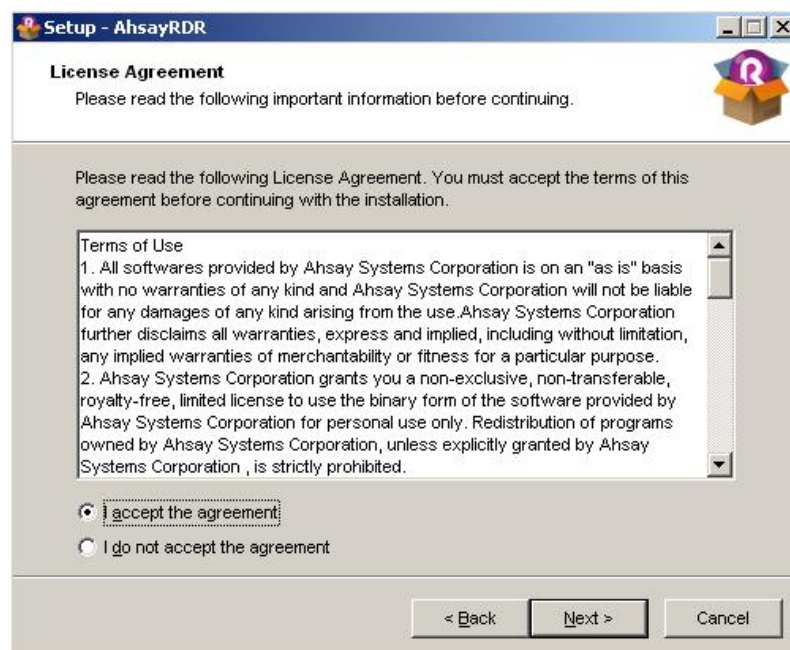 Setup - AhsayRDR
License Agreement
Please read the following important information before continuing.
Please read the following License Agreement. You must accept the terms of this
agreement before continuing with the installation.
Terms of Use
1. All softwares provided by Ahsay Systems Corporation is on an "as is" basis
with no warranties of any kind and Ahsay Systems Corporation will not be liable
for any damages of any kind arising from the use.Ahsay Systems Corporation
further disclaims all warranties, express and implied, including without limitation,
any implied warranties of merchantability or fitness for a particular purpose.
2. Ahsay Systems Corporation grants you a non-exclusive, non-transferable,
royalty-free, limited license to use the binary form of the software provided by
Ahsay Systems Corporation for personal use only. Redistribution of programs
owned by Ahsay Systems Corporation, unless explicitly granted by Ahsay
Systems Corporation , is strictly prohibited.
I accept the agreement
I do not accept the agreement
< Back
Next >
Cancel